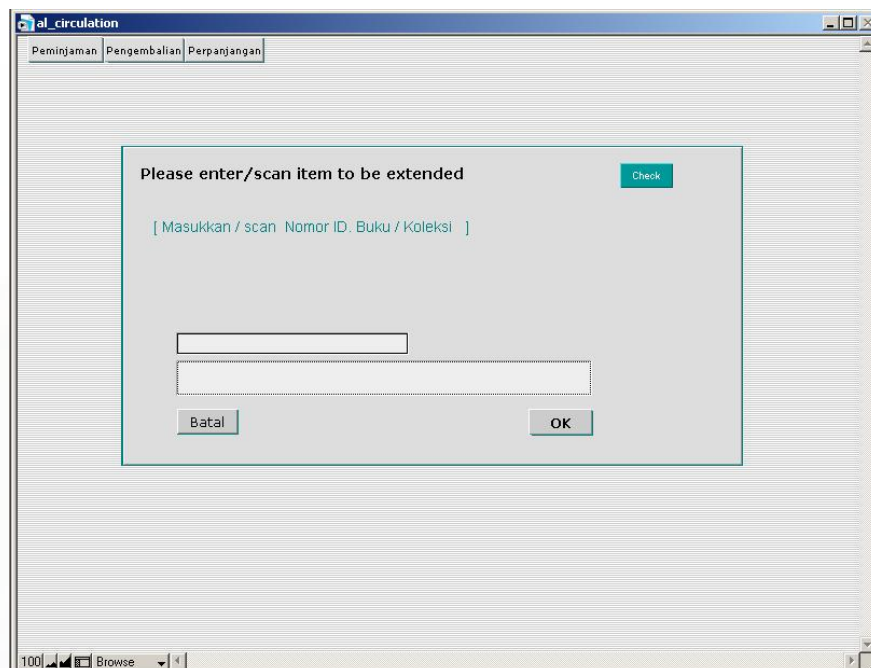 al_circulation
Peminjaman Pengembalian Perpanjangan
Please enter/scan item to be extended
Check
[ Masukkan / scan Nomor ID. Buku / Koleksi ]
Batal
OK
100 Browse